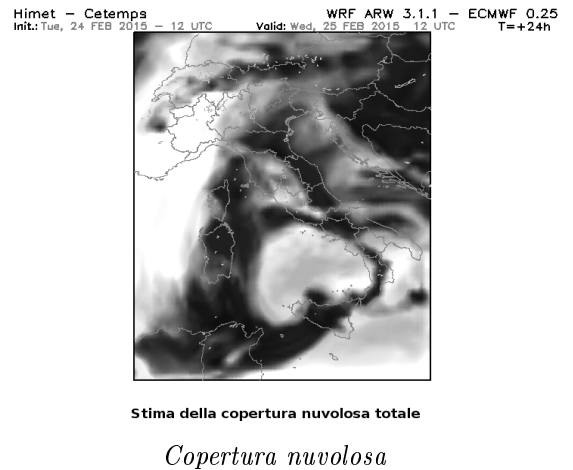 Himet – Cetemps WRF ARW 3.1.1 – ECMWF 0.25
Init.: Tue, 24 FEB 2015 – 12 UTC Valid: Wed, 25 FEB 2015 12 UTC T=+24h
Stima della copertura nuvolosa totale
Copertura nuvolosa